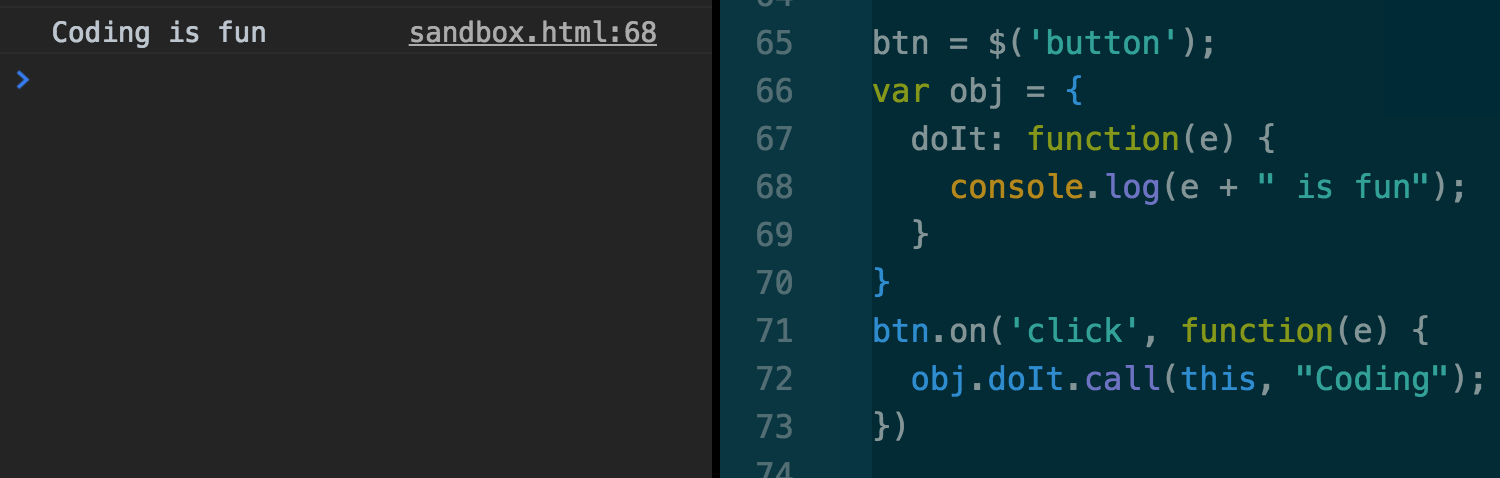 Coding is fun sandbox.html:68
>
65 btn = $('button');
66 var obj = {
67 doIt: function(e) {
68 console.log(e + " is fun");
69 }
70 }
71 btn.on('click', function(e) {
72 obj.doIt.call(this, "Coding");
73 })
74